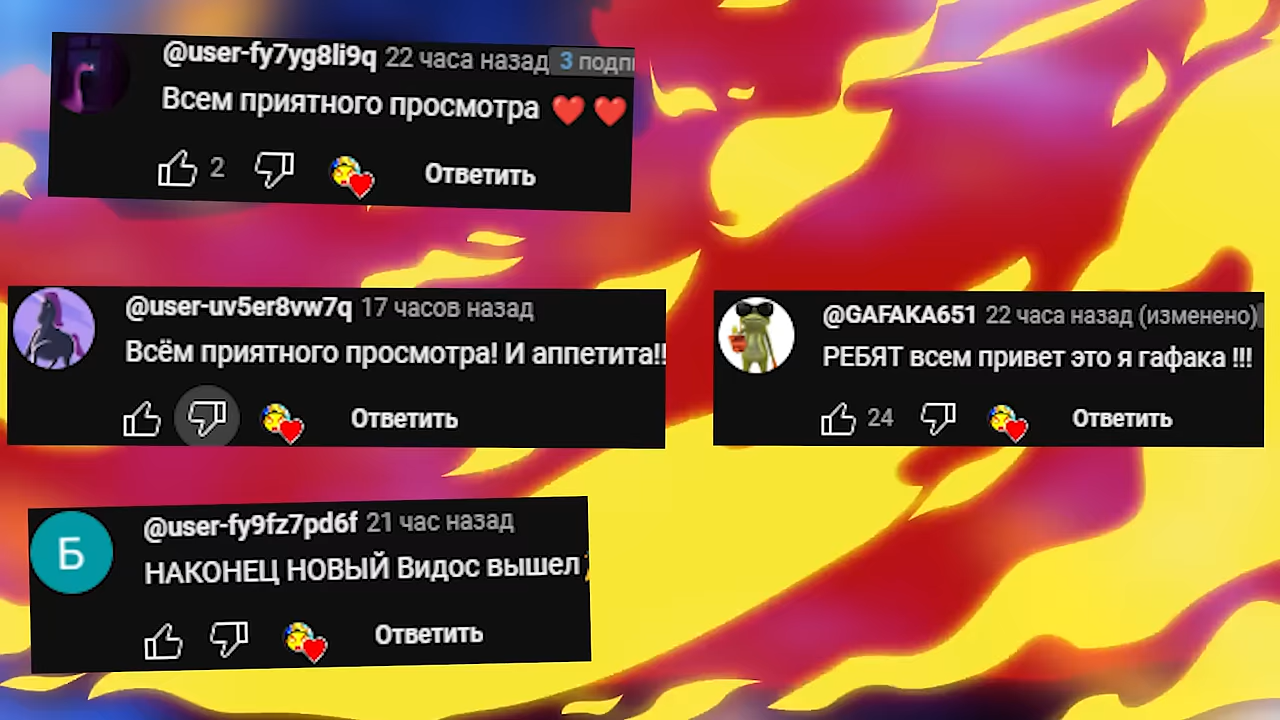 @user-fy7yg8li9q 22 часа назад 3 подпи
Всем приятного просмотра ❤️ ❤️
2 Ответить
@user-uv5er8vw7q 17 часов назад
Всём приятного просмотра! И аппетита!!
Ответить
@GAFAKA651 22 часа назад (изменено)
РЕБЯТ всем привет это я гафака !!!
24 Ответить
Б
@user-fy9fz7pd6f 21 час назад
НАКОНЕЦ НОВЫЙ Видос вышел
Ответить